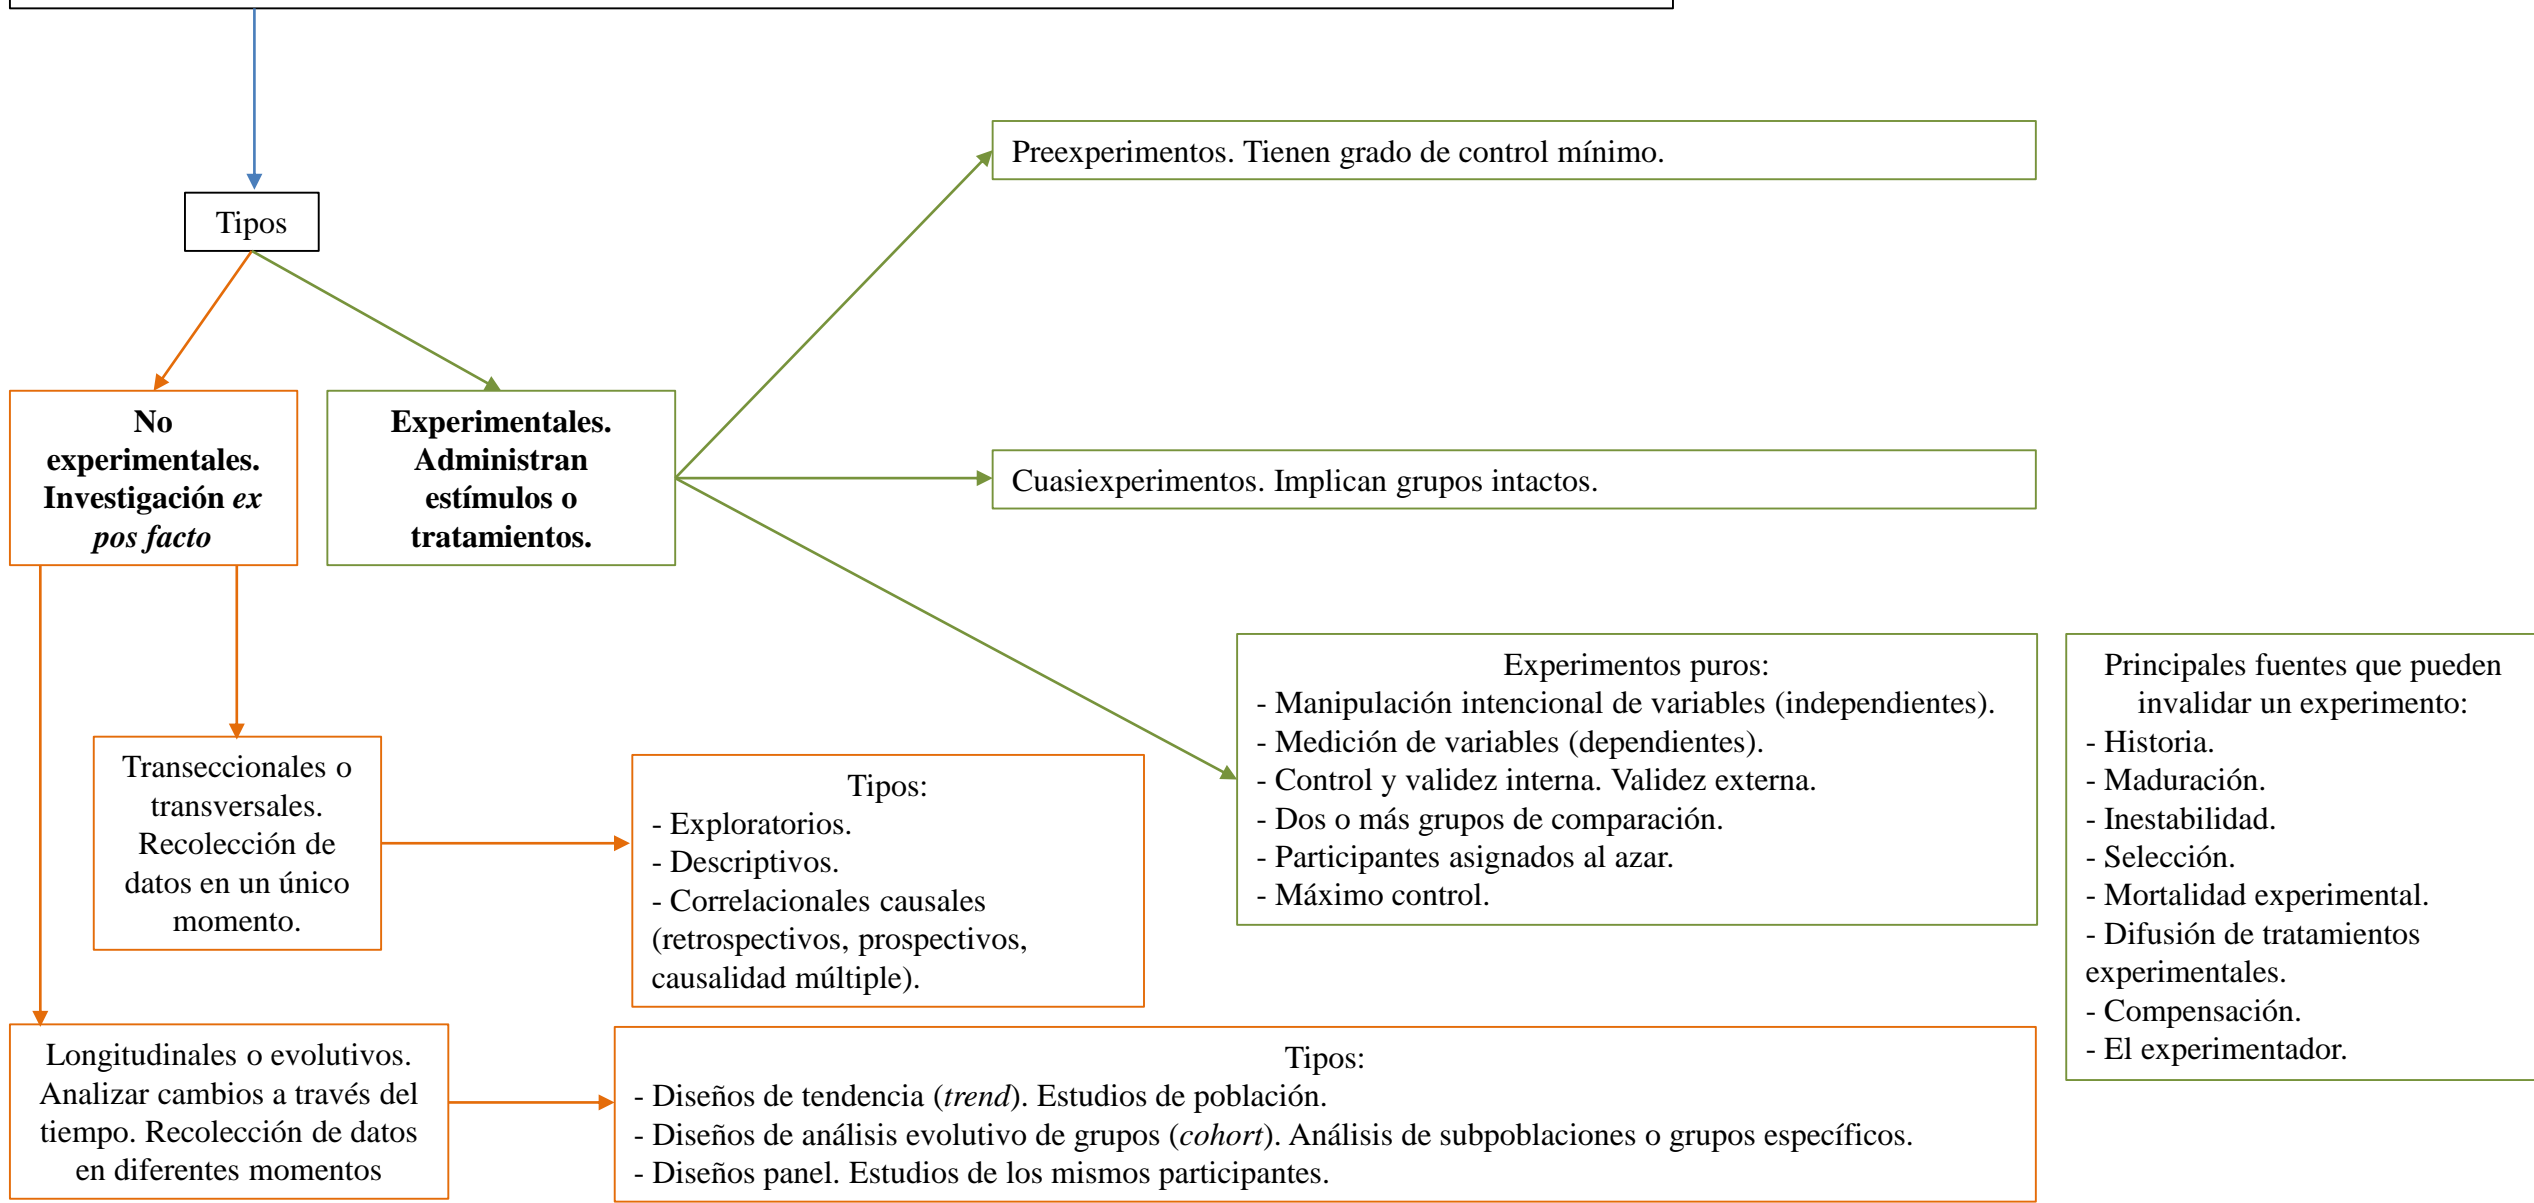 Tipos
Preexperimentos. Tienen grado de control mínimo.
No
experimentales.
Investigación ex
pos facto
Experimentales.
Administran
estímulos o
tratamientos.
Cuasiexperimentos. Implican grupos intactos.
Experimentos puros:
- Manipulación intencional de variables (independientes).
- Medición de variables (dependientes).
- Control y validez interna. Validez externa.
- Dos o más grupos de comparación.
- Participantes asignados al azar.
- Máximo control.
Principales fuentes que pueden
invalidar un experimento:
- Historia.
- Maduración.
- Inestabilidad.
- Selección.
- Mortalidad experimental.
- Difusión de tratamientos
experimentales.
- Compensación.
- El experimentador.
Transeccionales o
transversales.
Recolección de
datos en un único
momento.
Tipos:
- Exploratorios.
- Descriptivos.
- Correlacionales causales
(retrospectivos, prospectivos,
causalidad múltiple).
Longitudinales o evolutivos.
Analizar cambios a través del
tiempo. Recolección de datos
en diferentes momentos
Tipos:
- Diseños de tendencia (trend). Estudios de población.
- Diseños de análisis evolutivo de grupos (cohort). Análisis de subpoblaciones o grupos específicos.
- Diseños panel. Estudios de los mismos participantes.